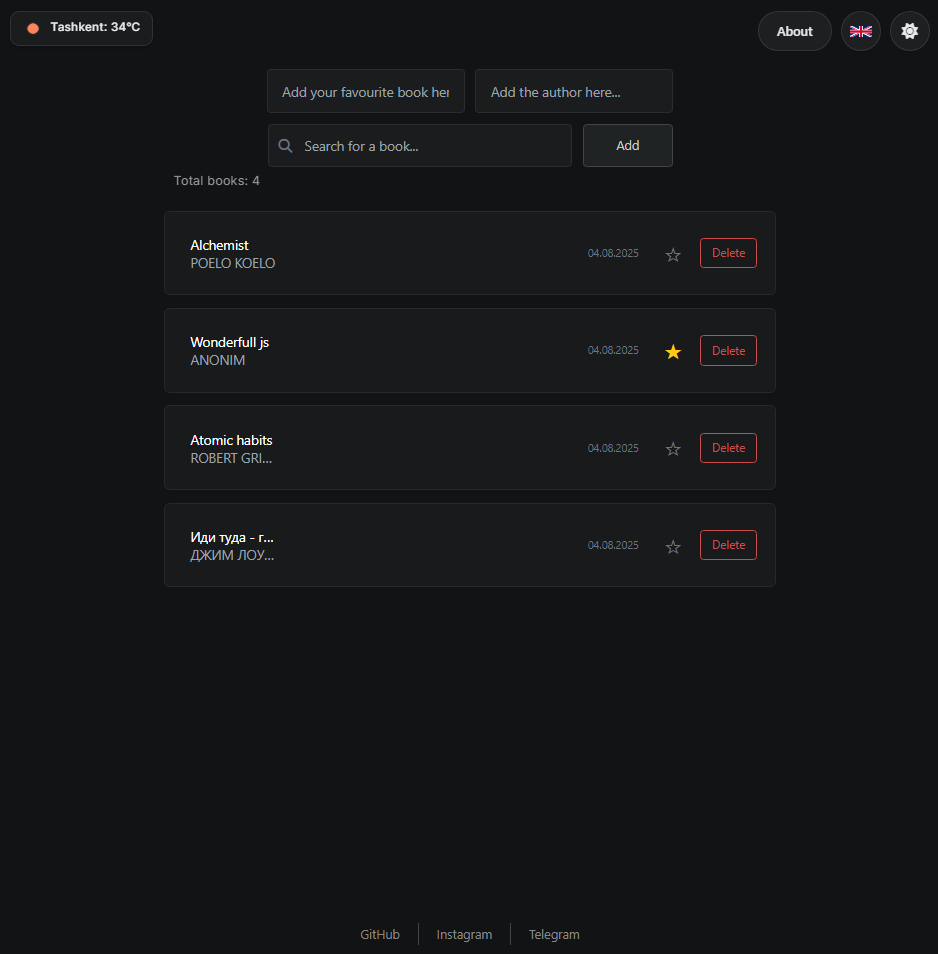 Tashkent: 34°C
About
Add your favourite book her
Add the author here...
Search for a book...
Add
Total books: 4
Alchemist
POELO KOELO
04.08.2025
Delete
Wonderfull js
ANONIM
04.08.2025
Delete
Atomic habits
ROBERT GRI...
04.08.2025
Delete
Иди туда - г...
ДЖИМ ЛОУ...
04.08.2025
Delete
GitHub
Instagram
Telegram